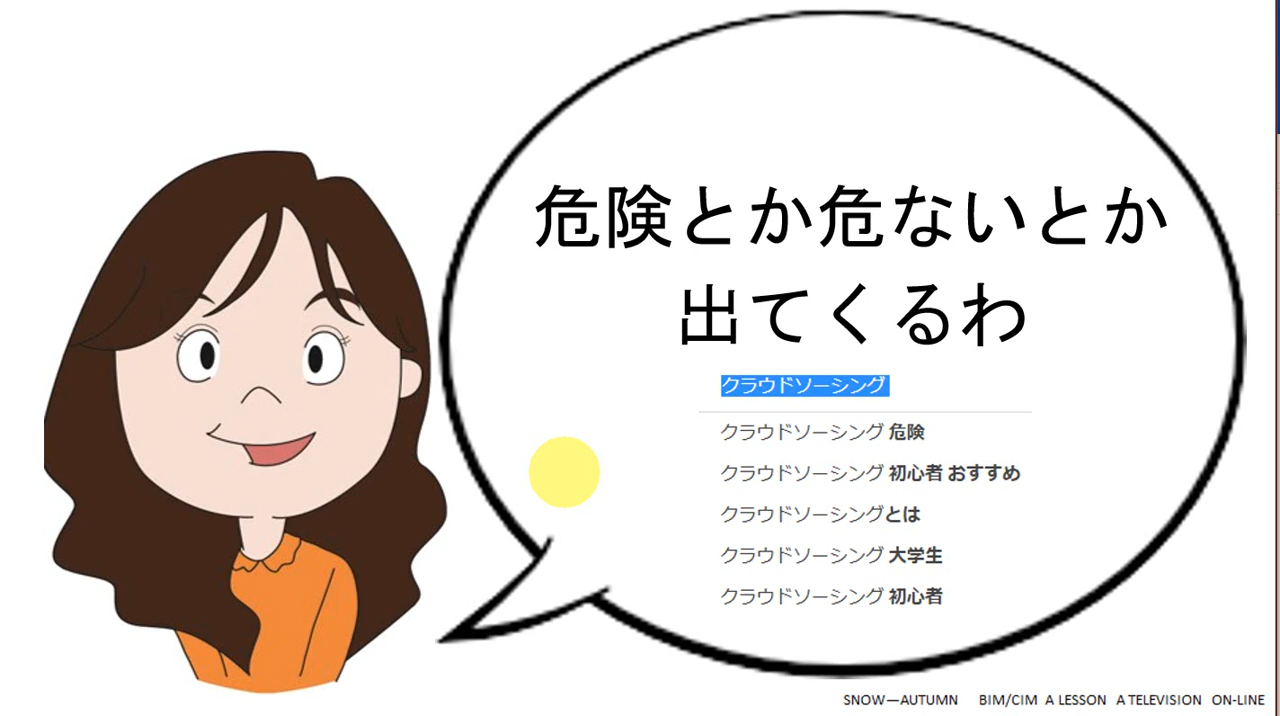 危険とか危ないとか
出てくるわ
クラウドソーシング
クラウドソーシング 危険
クラウドソーシング 初心者 おすすめ
クラウドソーシングとは
クラウドソーシング 大学生
クラウドソーシング 初心者
SNOW—AUTUMN BIM/CIM A LESSON A TELEVISION ON-LINE